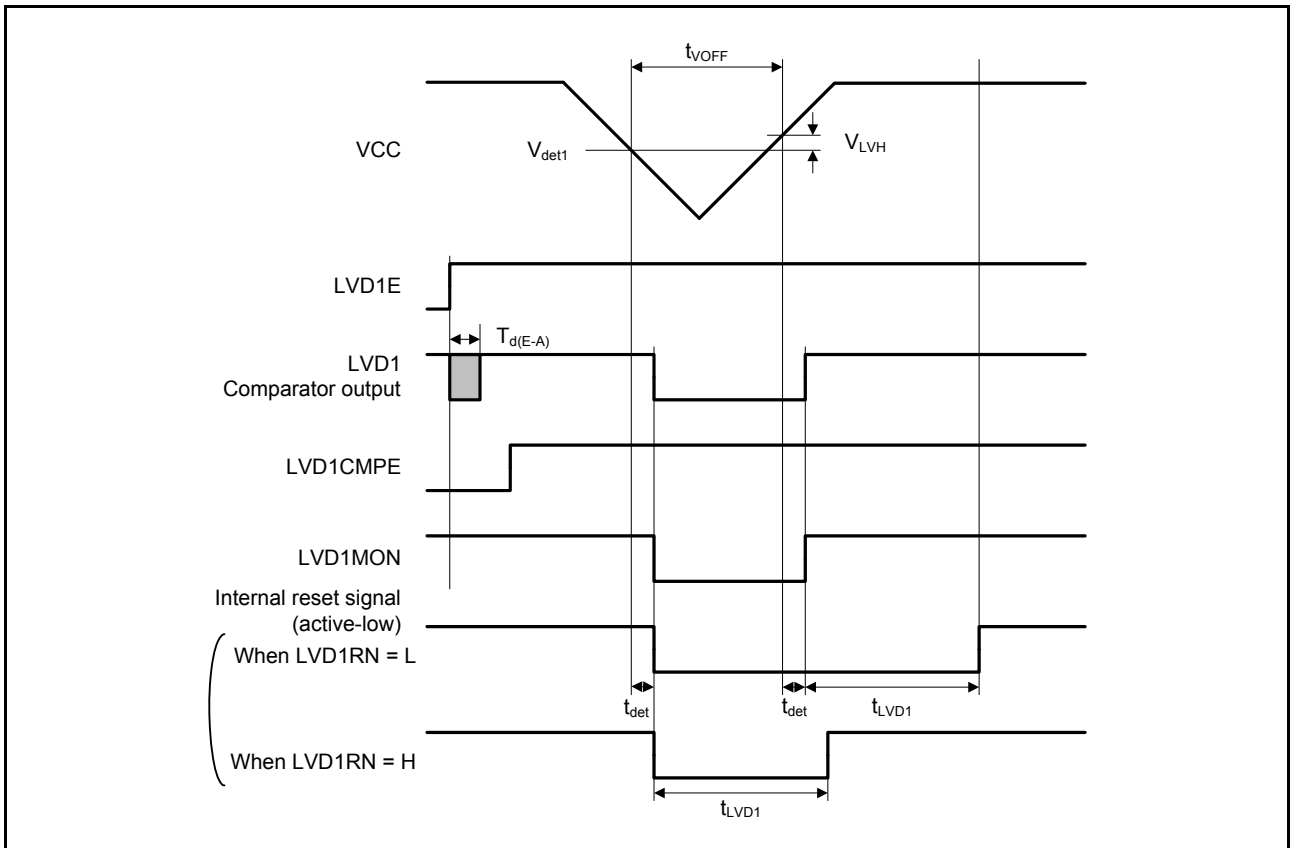 tVOFF
VCC
Vdet1
VLVH
LVD1E
Td(E-A)
LVD1
Comparator output
LVD1CMPE
LVD1MON
Internal reset signal
(active-low)
When LVD1RN = L
tdet
tdet
tLVD1
When LVD1RN = H
tLVD1